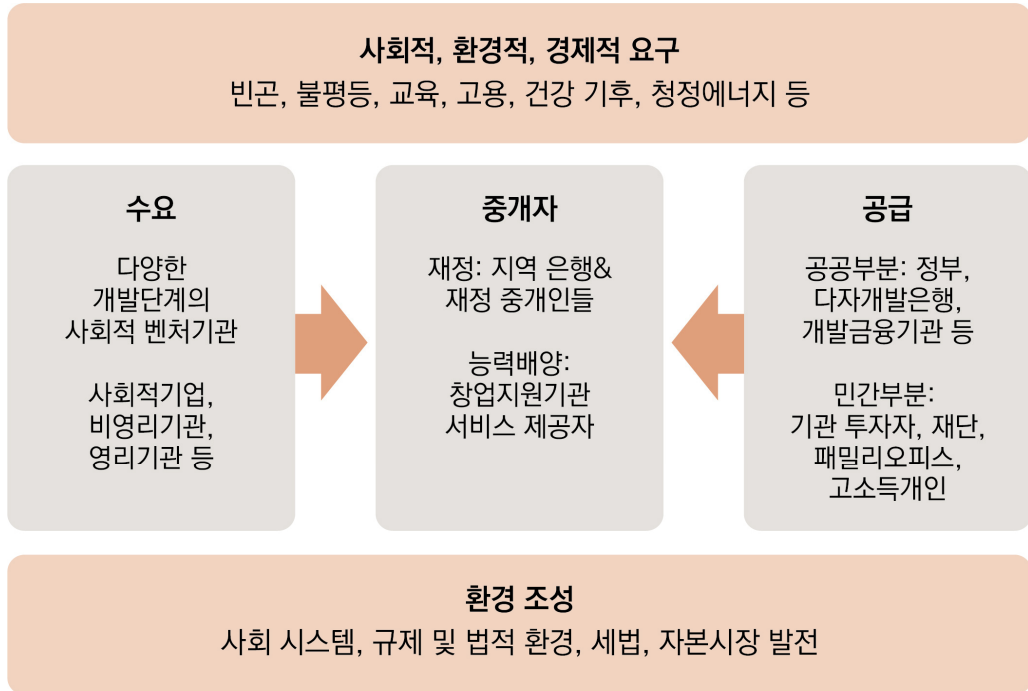 사회적, 환경적, 경제적 요구
빈곤, 불평등, 교육, 고용, 건강 기후, 청정에너지 등
수요
다양한
개발단계의
사회적 벤처기관
사회적기업,
비영리기관,
영리기관 등
중개자
재정: 지역 은행&
재정 중개인들
능력배양:
창업지원기관
서비스 제공자
공급
공공부분: 정부,
다자개발은행,
개발금융기관 등
민간부분:
기관 투자자, 재단,
패밀리오피스,
고소득개인
환경 조성
사회 시스템, 규제 및 법적 환경, 세법, 자본시장 발전